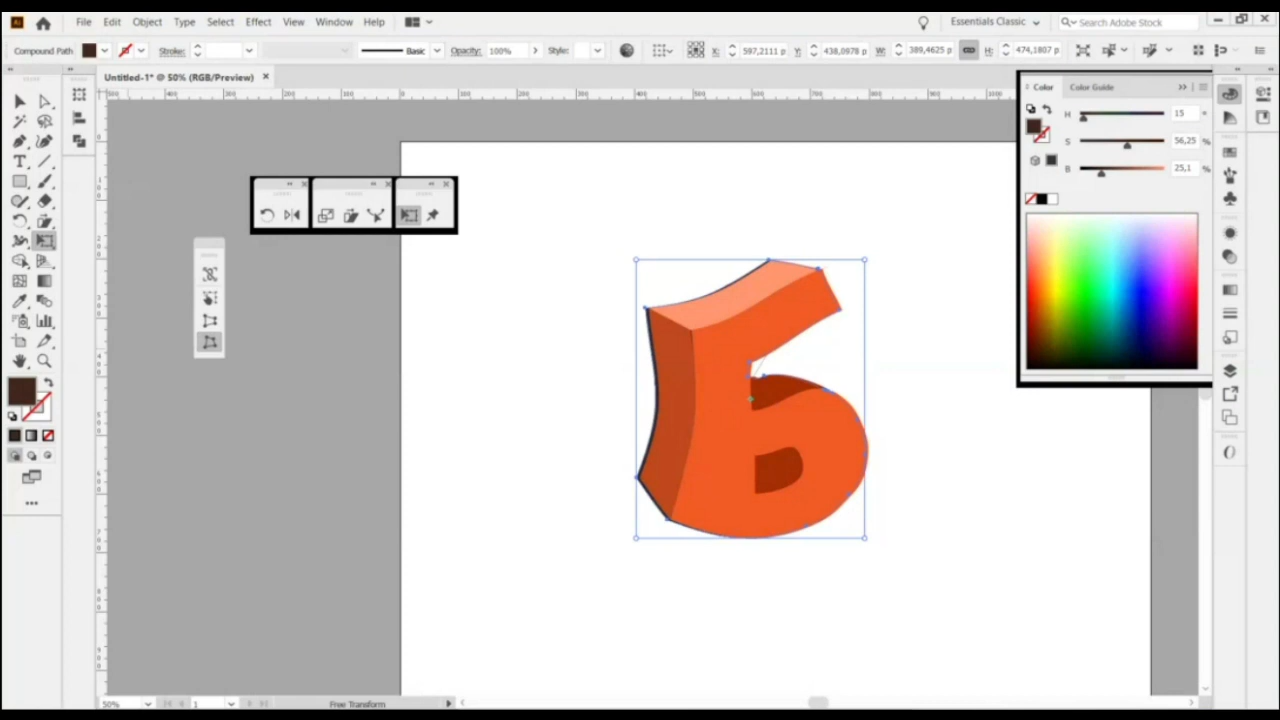 Ai File Edit Object Type Select Effect View Window Help Essentials Classic Search Adobe Stock
Compound Path Stroke: Basic Opacity: 100% Style: X: 597,2111 p Y: 438,0978 p W: 389,4625 p H: 474,1807 p
Untitled-1* @ 50% (RGB/Preview)
Color Color Guide
H 15 °
S 56,25 %
B 25,1 %
Б
50% 1 Free Transform